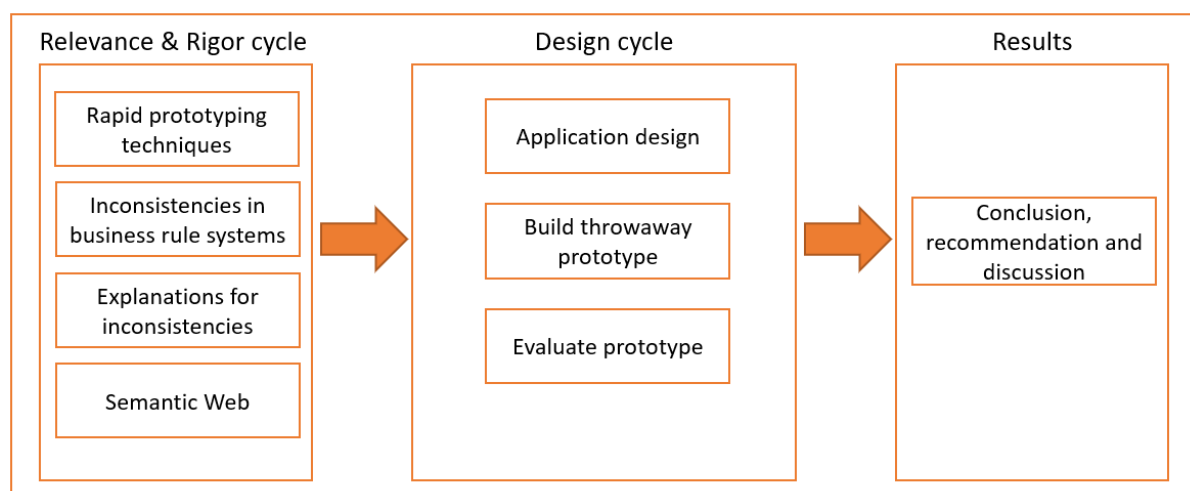 Relevance & Rigor cycle
Rapid prototyping
techniques
Inconsistencies in
business rule systems
Explanations for
inconsistencies
Semantic Web
Design cycle
Application design
Build throwaway
prototype
Evaluate prototype
Results
Conclusion,
recommendation and
discussion